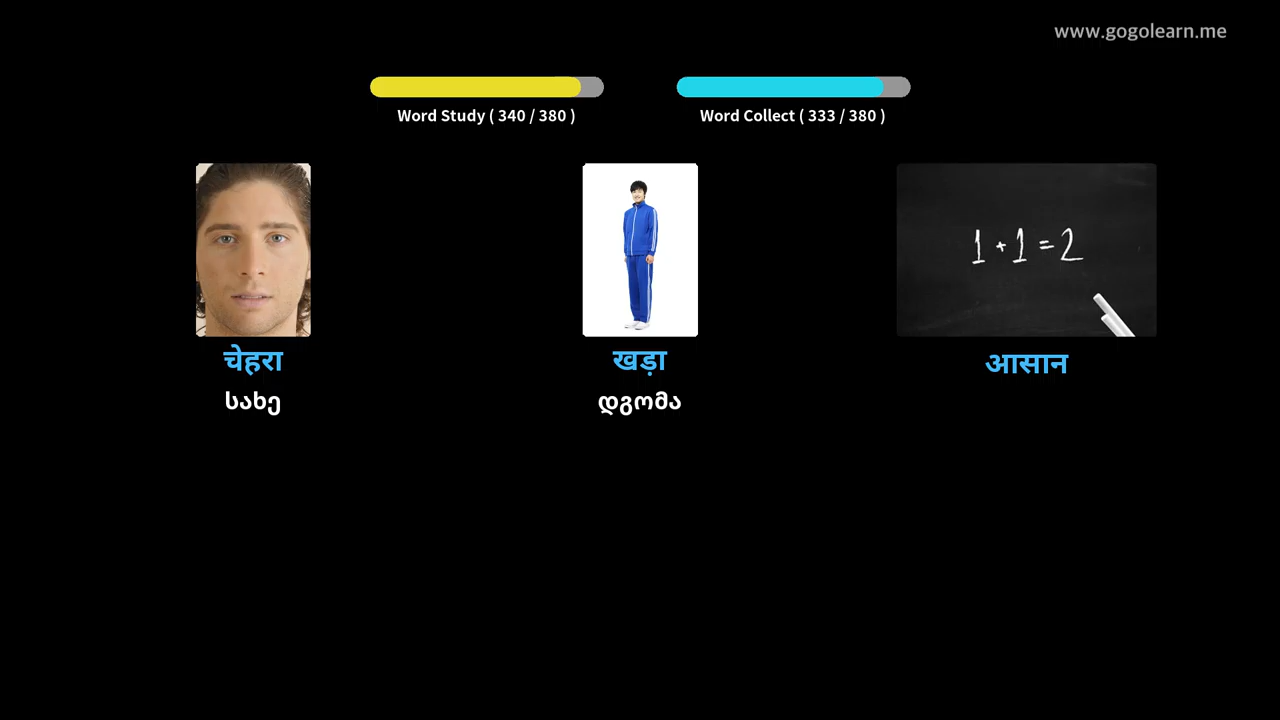 www.gogolearn.me
Word Study ( 340 / 380 )
Word Collect ( 333 / 380 )
1 + 1 = 2
चेहरा
खड़ा
आसान
სახე
დგომა